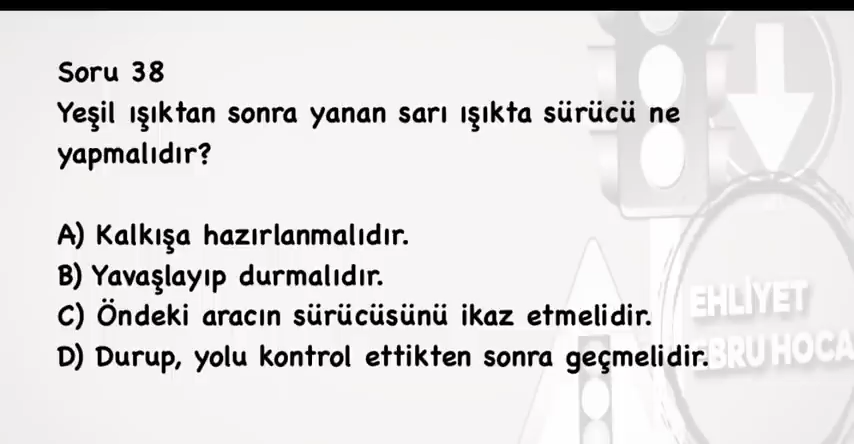 Soru 38
Yeşil ışıktan sonra yanan sarı ışıkta sürücü ne
yapmalıdır?
A) Kalkışa hazırlanmalıdır.
B) Yavaşlayıp durmalıdır.
C) Öndeki aracın sürücüsünü ikaz etmelidir.
D) Durup, yolu kontrol ettikten sonra geçmelidir.
EHLİYET
EBRU HOCA